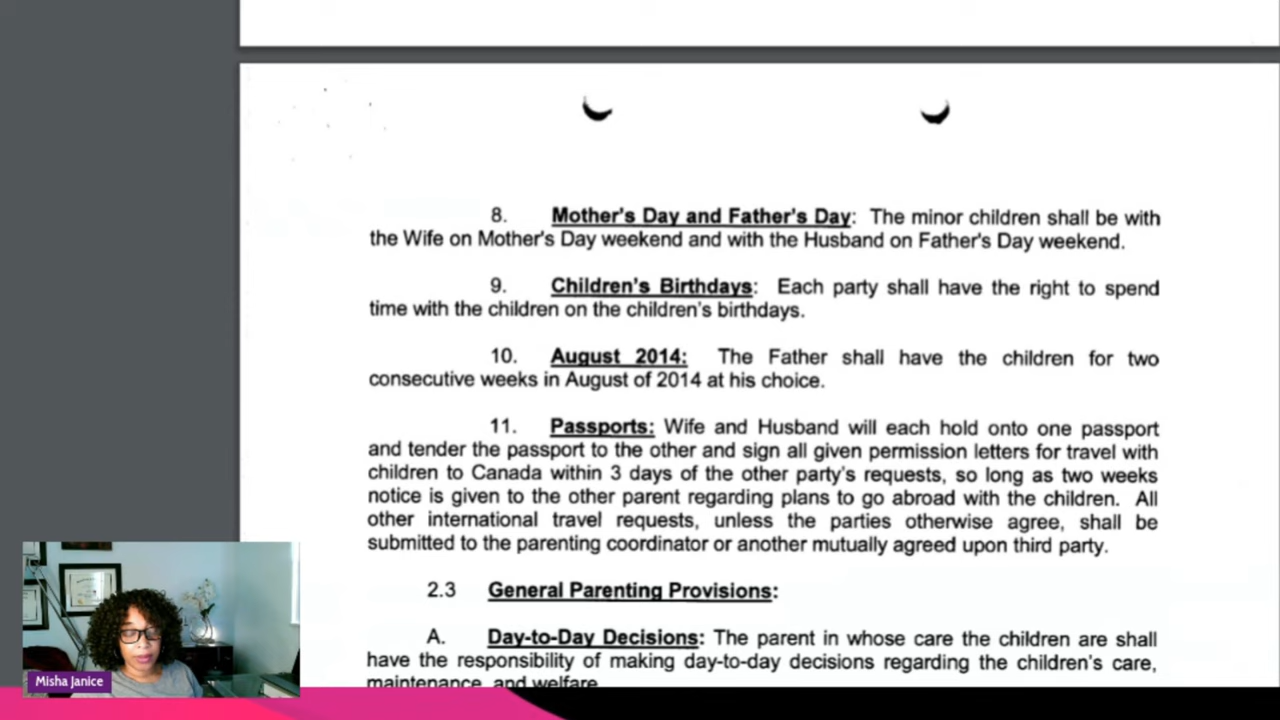 8. Mother's Day and Father's Day: The minor children shall be with
the Wife on Mother's Day weekend and with the Husband on Father's Day weekend.
9. Children's Birthdays: Each party shall have the right to spend
time with the children on the children's birthdays.
10. August 2014: The Father shall have the children for two
consecutive weeks in August of 2014 at his choice.
11. Passports: Wife and Husband will each hold onto one passport
and tender the passport to the other and sign all given permission letters for travel with
children to Canada within 3 days of the other party's requests, so long as two weeks
notice is given to the other parent regarding plans to go abroad with the children. All
other international travel requests, unless the parties otherwise agree, shall be
submitted to the parenting coordinator or another mutually agreed upon third party.
2.3 General Parenting Provisions:
A. Day-to-Day Decisions: The parent in whose care the children are shall
have the responsibility of making day-to-day decisions regarding the children's care,
maintenance and welfare
Misha Janice